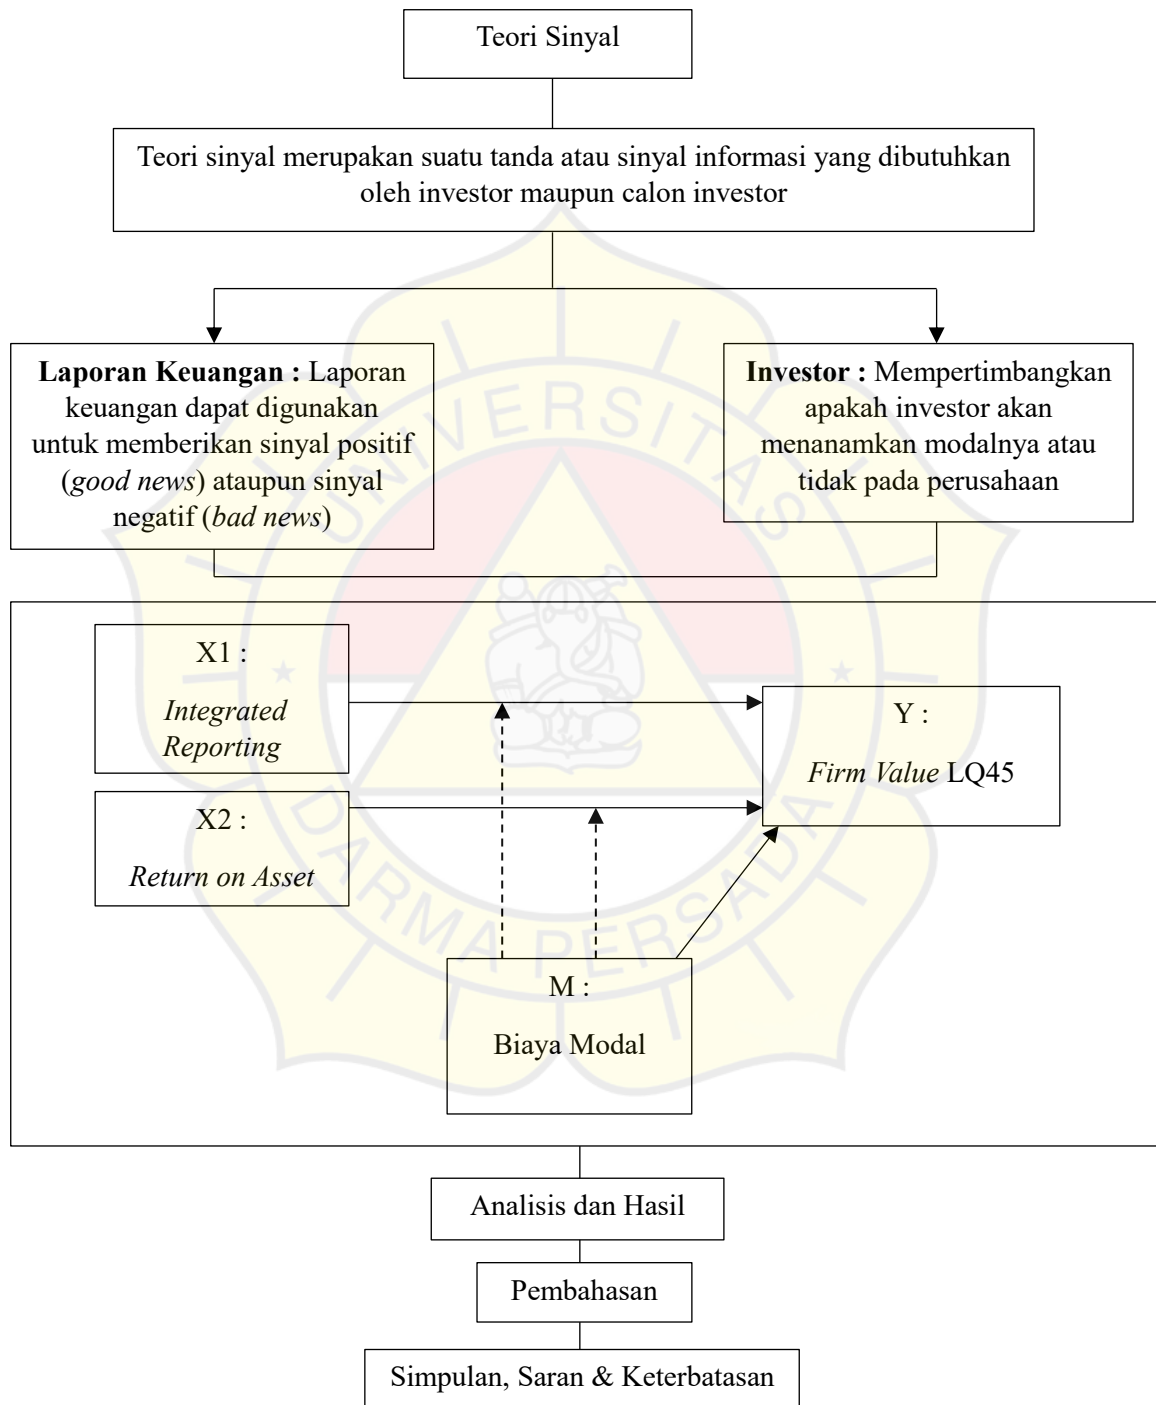 Teori Sinyal
Teori sinyal merupakan suatu tanda atau sinyal informasi yang dibutuhkan
oleh investor maupun calon investor
Laporan Keuangan : Laporan
keuangan dapat digunakan
untuk memberikan sinyal positif
(good news) ataupun sinyal
negatif (bad news)
Investor : Mempertimbangkan
apakah investor akan
menanamkan modalnya atau
tidak pada perusahaan
UNIVERSITAS
X1 :
Integrated
Reporting
Y :
Firm Value LQ45
X2 :
Return on Asset
DARMA PERSADA
M :
Biaya Modal
Analisis dan Hasil
Pembahasan
Simpulan, Saran & Keterbatasan